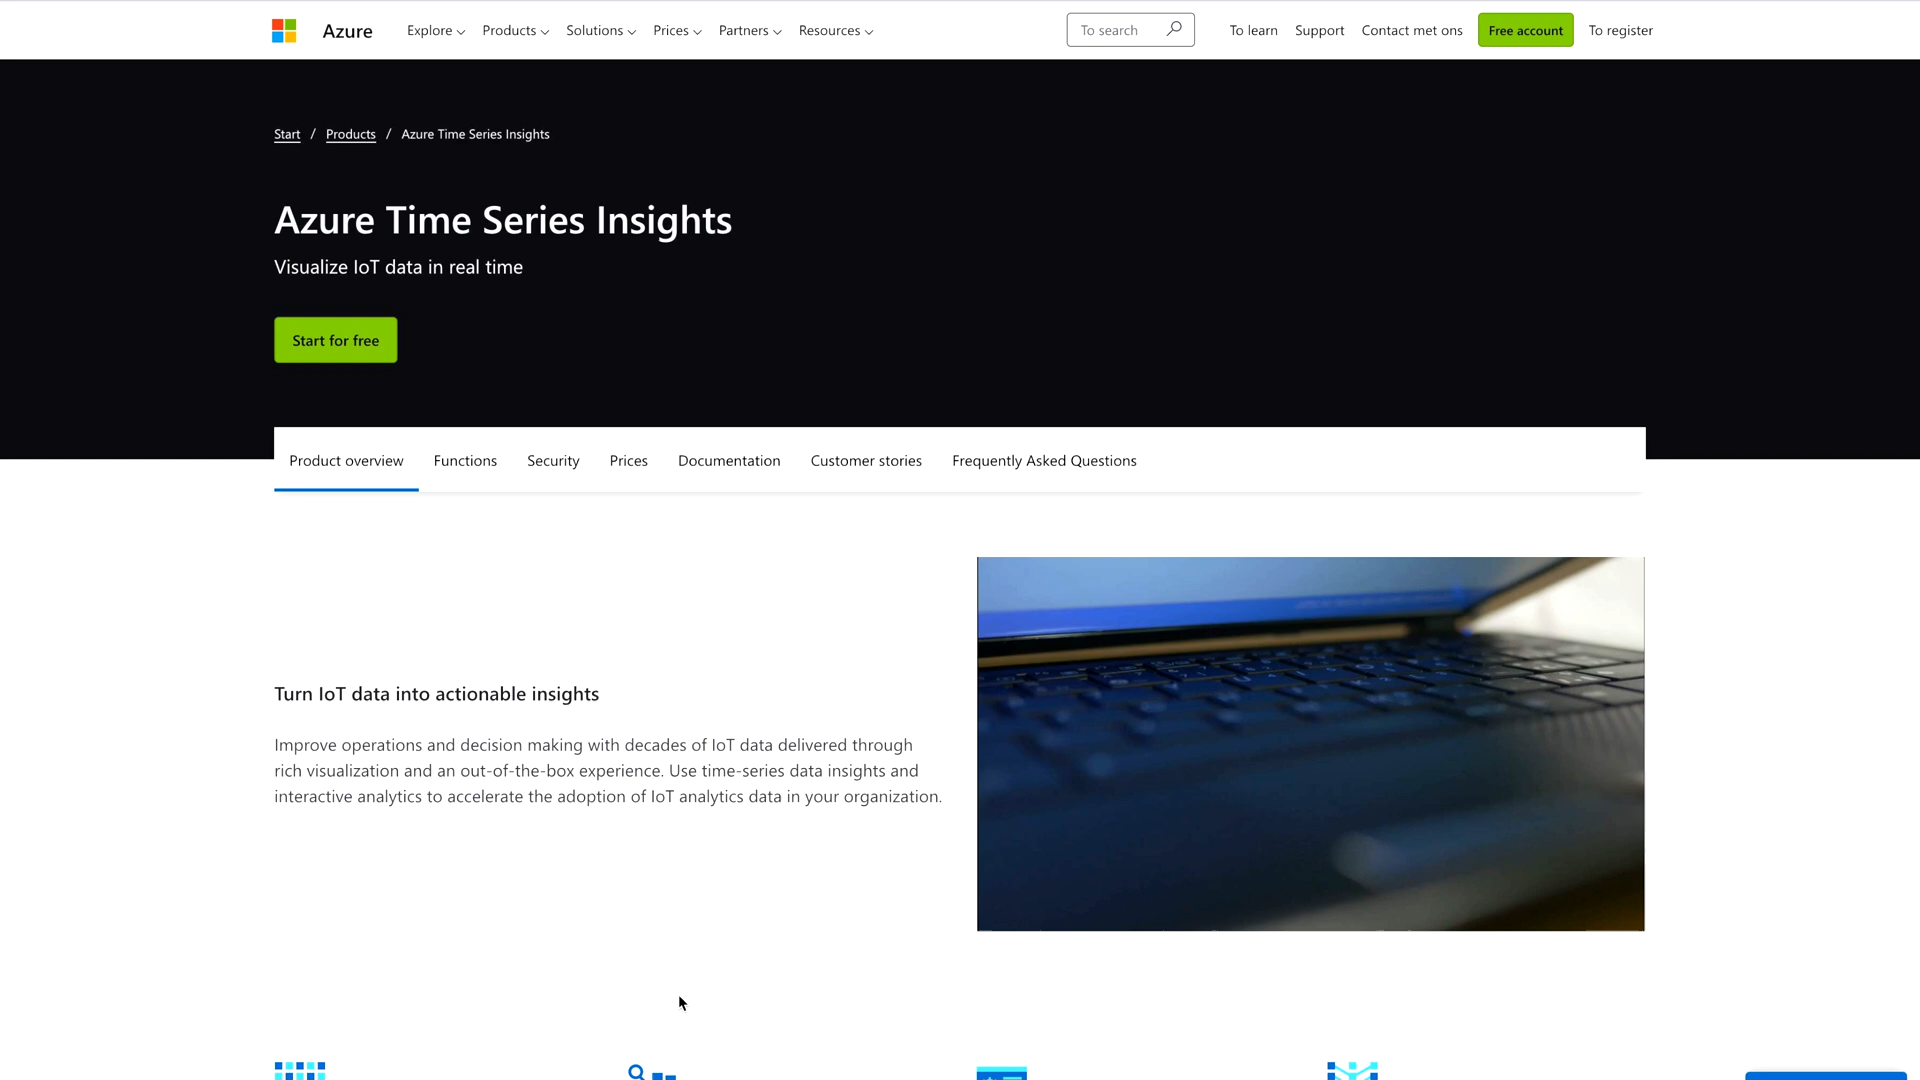 Azure
Explore
Products
Solutions
Prices
Partners
Resources
To search
To learn
Support
Contact met ons
Free account
To register
Start / Products / Azure Time Series Insights
Azure Time Series Insights
Visualize IoT data in real time
Start for free
Product overview
Functions
Security
Prices
Documentation
Customer stories
Frequently Asked Questions
Turn IoT data into actionable insights
Improve operations and decision making with decades of IoT data delivered through
rich visualization and an out-of-the-box experience. Use time-series data insights and
interactive analytics to accelerate the adoption of IoT analytics data in your organization.